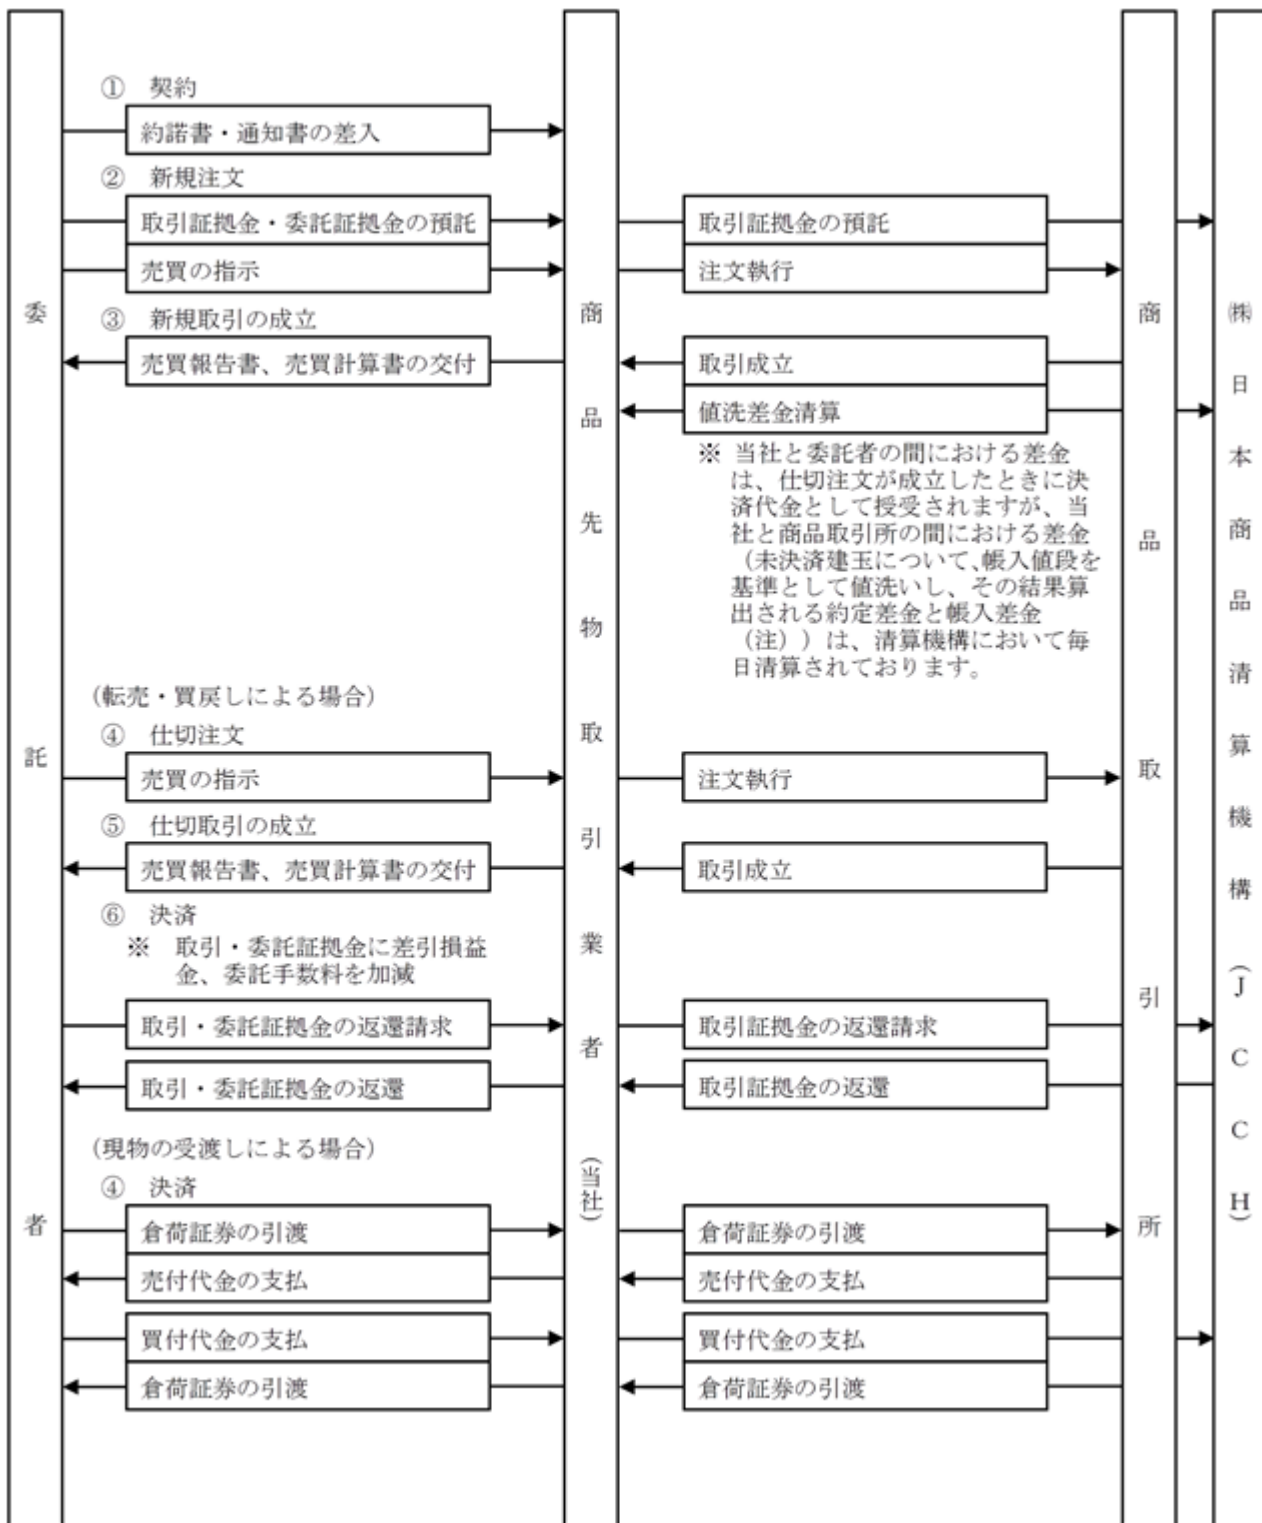 ① 契約
約諾書・通知書の差入
② 新規注文
取引証拠金・委託証拠金の預託
取引証拠金の預託
売買の指示
注文執行
③ 新規取引の成立
売買報告書、売買計算書の交付
取引成立
値洗差金清算
※ 当社と委託者の間における差金
は、仕切注文が成立したときに決
済代金として授受されますが、当
社と商品取引所の間における差金
（未決済建玉について、帳入値段を
基準として値洗いし、その結果算
出される約定差金と帳入差金
（注））は、清算機構において毎
日清算されております。
(転売・買戻しによる場合)
④ 仕切注文
売買の指示
注文執行
⑤ 仕切取引の成立
売買報告書、売買計算書の交付
取引成立
⑥ 決済
※ 取引・委託証拠金に差引損益
金、委託手数料を加減
取引・委託証拠金の返還請求
取引証拠金の返還請求
取引・委託証拠金の返還
取引証拠金の返還
(現物の受渡しによる場合)
④ 決済
倉荷証券の引渡
倉荷証券の引渡
売付代金の支払
売付代金の支払
買付代金の支払
買付代金の支払
倉荷証券の引渡
倉荷証券の引渡
委託者
商品先物取引業者(当社)
商品取引所
㈱日本商品清算機構(JCCH)